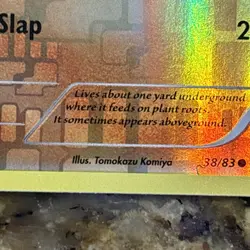 Slap
2
Lives about one yard underground
where it feeds on plant roots.
It sometimes appears aboveground.
Illus. Tomokazu Komiya
38/83